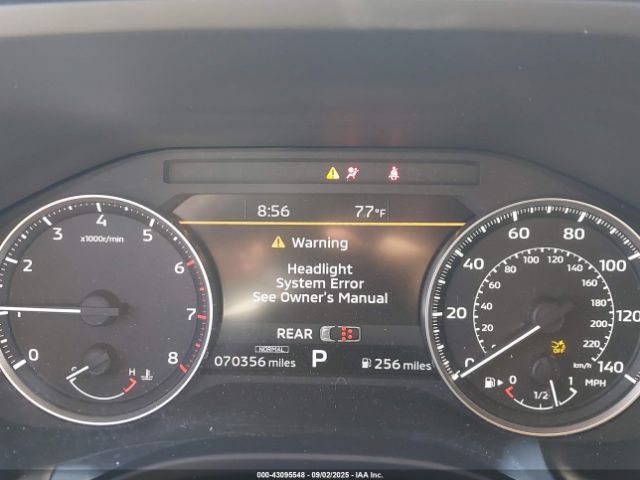 8:56 77°F
Warning
Headlight
System Error
See Owner's Manual
REAR
NORMAL
070356 miles P 256 miles
x1000r/min
0 1 2 3 4 5 6 7 8
C H
0 20 40 60 80 100 120 140
0 20 40 60 80 100 120 140 160 180 200 220
km/h
MPH
OFF
0 1/2 1
© 000-43095548 - 09/02/2025 - IAA Inc.